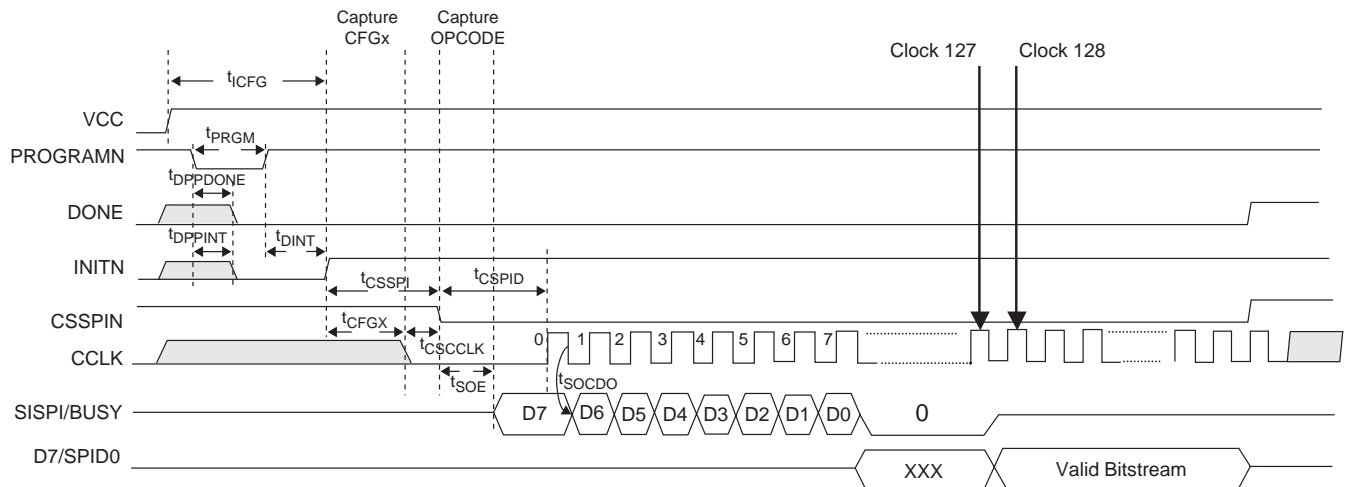 Capture CFGx
Capture OPCODE
Clock 127
Clock 128
tICFG
VCC
tPRGM
PROGRAMN
tDPPDONE
DONE
tDPPINT
tDINT
INITN
tCSSPI
tCSPID
CSSPIN
tCFGX
tCSCCLK
0 1 2 3 4 5 6 7
CCLK
tSOE
tSOCDO
SISPI/BUSY
D7 D6 D5 D4 D3 D2 D1 D0 0
D7/SPID0
XXX
Valid Bitstream